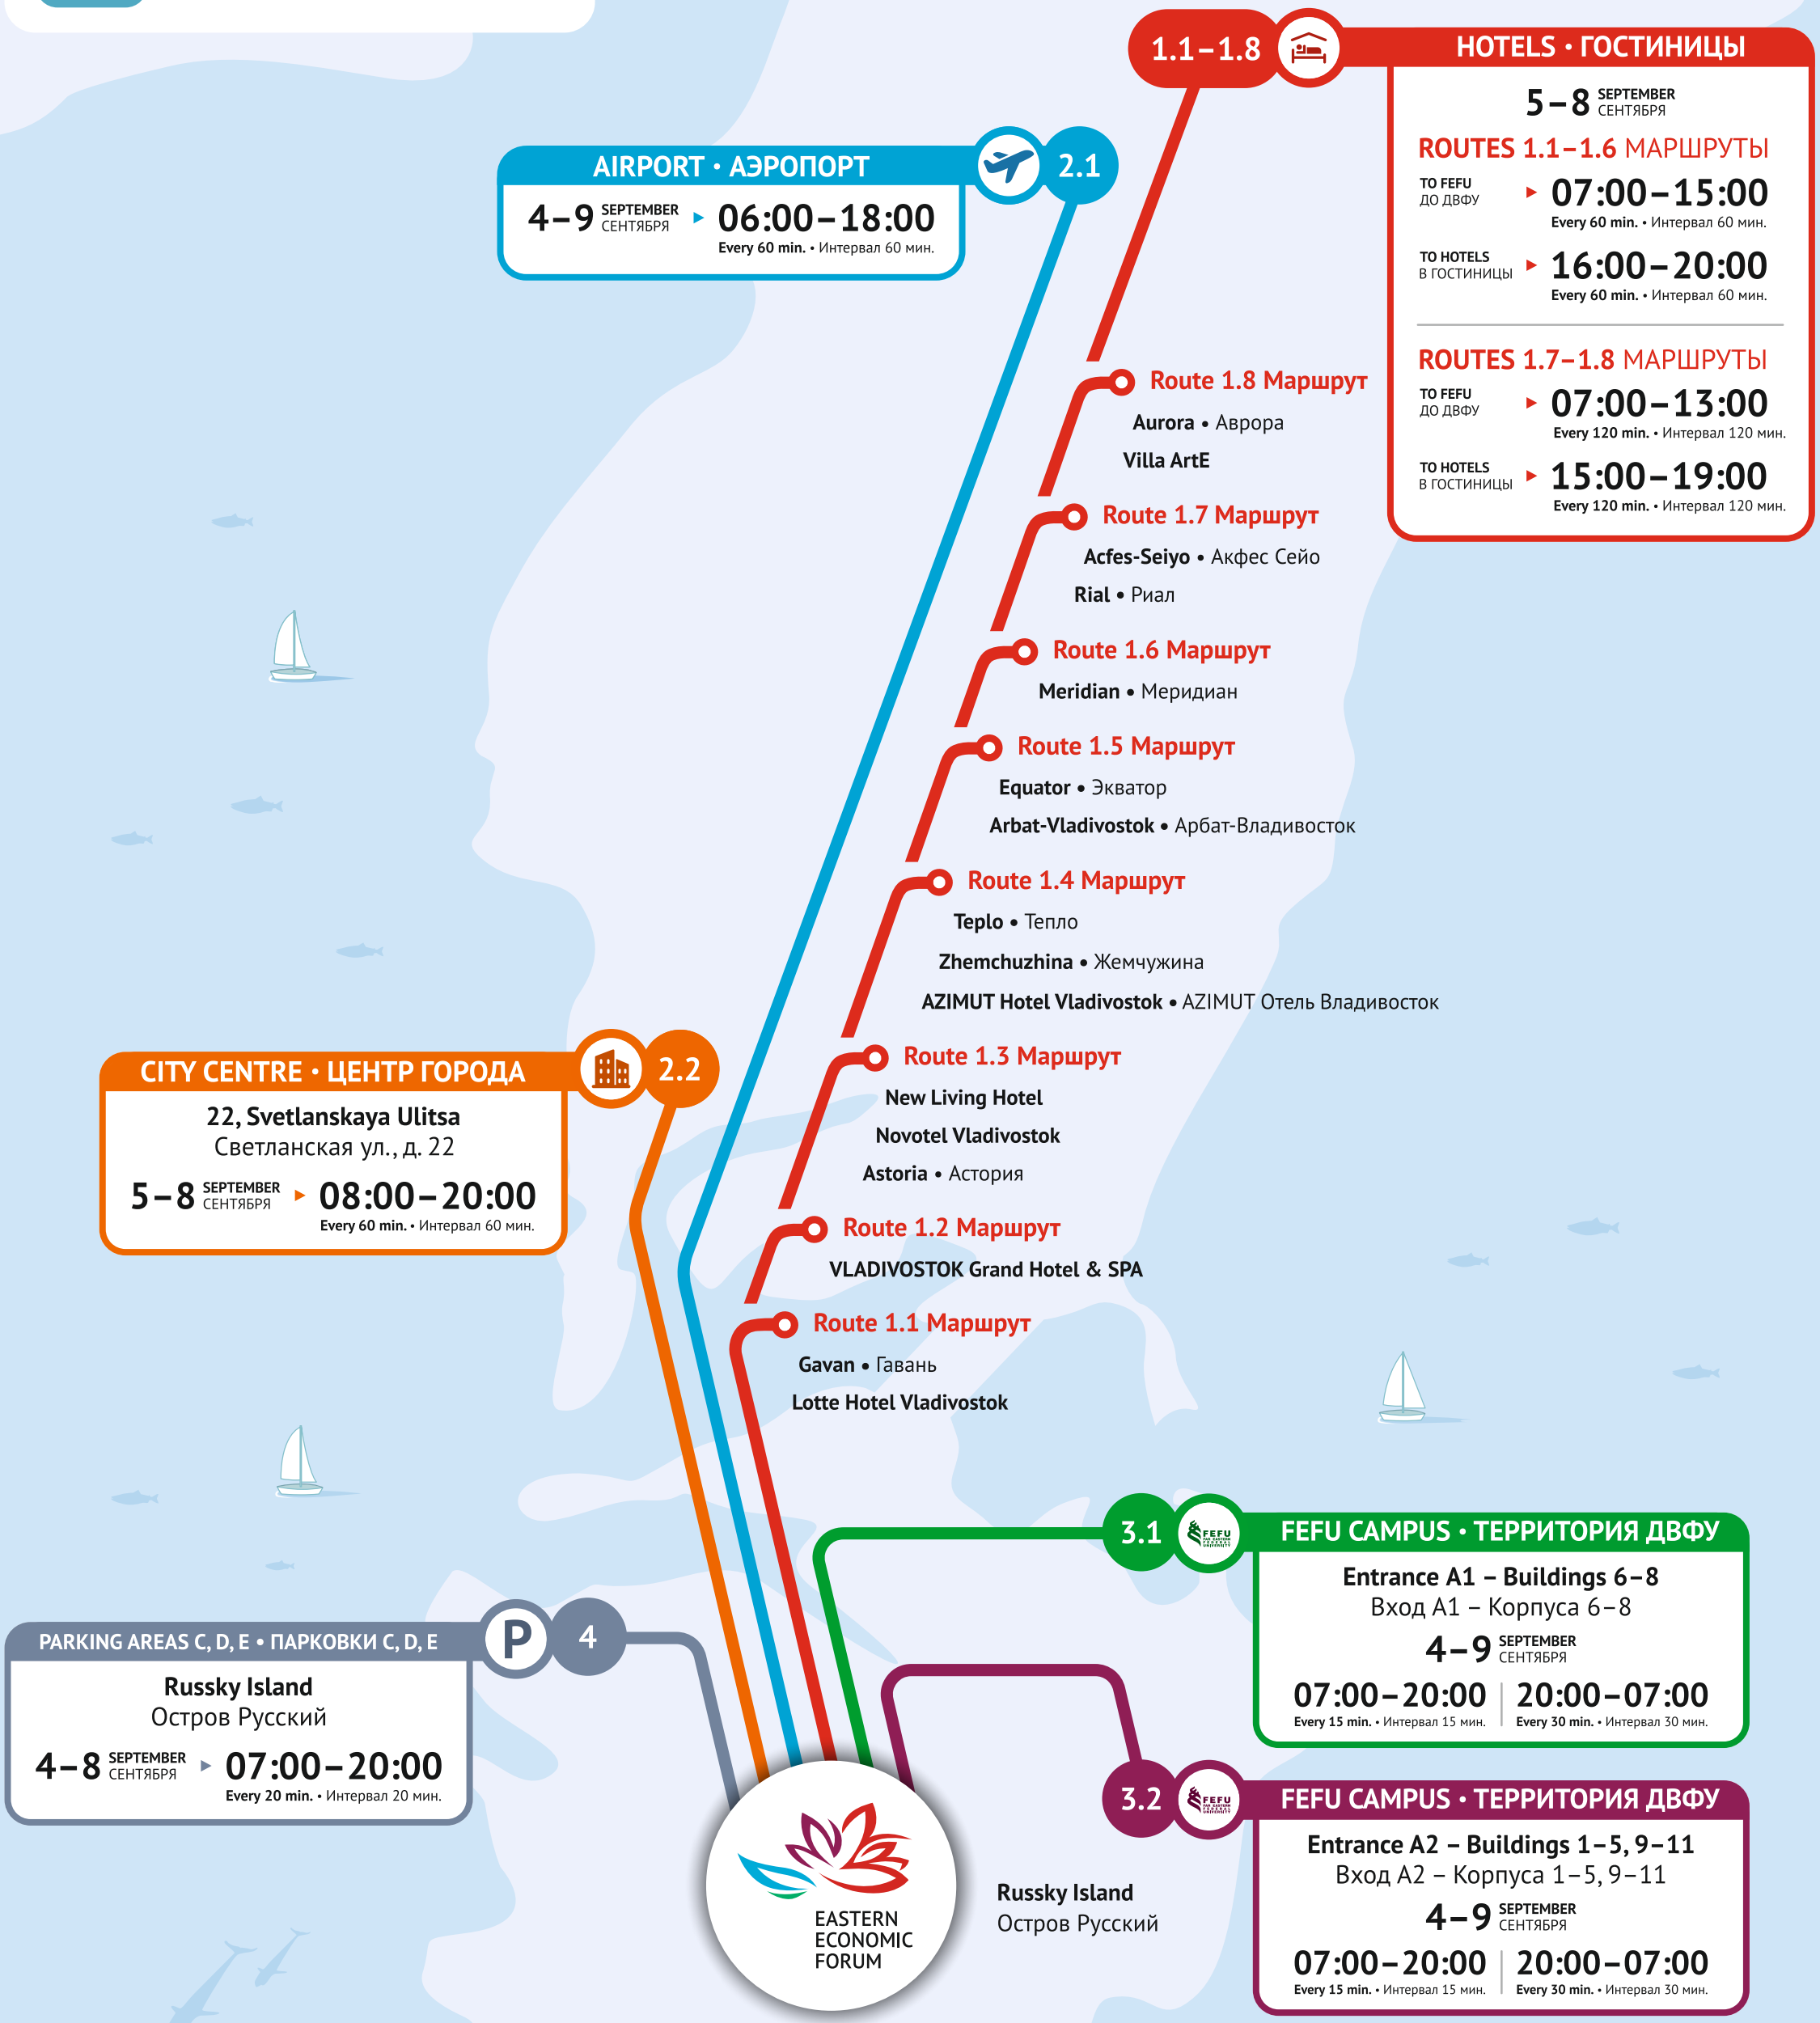 1.1–1.8
HOTELS • ГОСТИНИЦЫ
5–8 SEPTEMBER
СЕНТЯБРЯ
ROUTES 1.1–1.6 МАРШРУТЫ
TO FEFU
ДО ДВФУ
07:00–15:00
Every 60 min. • Интервал 60 мин.
TO HOTELS
В ГОСТИНИЦЫ
16:00–20:00
Every 60 min. • Интервал 60 мин.
ROUTES 1.7–1.8 МАРШРУТЫ
TO FEFU
ДО ДВФУ
07:00–13:00
Every 120 min. • Интервал 120 мин.
TO HOTELS
В ГОСТИНИЦЫ
15:00–19:00
Every 120 min. • Интервал 120 мин.
AIRPORT • АЭРОПОРТ
2.1
4–9 SEPTEMBER
СЕНТЯБРЯ
06:00–18:00
Every 60 min. • Интервал 60 мин.
Route 1.8 Маршрут
Aurora • Аврора
Villa ArtE
Route 1.7 Маршрут
Acfes-Seiyo • Акфес Сейо
Rial • Риал
Route 1.6 Маршрут
Meridian • Меридиан
Route 1.5 Маршрут
Equator • Экватор
Arbat-Vladivostok • Арбат-Владивосток
Route 1.4 Маршрут
Teplo • Тепло
Zhemchuzhina • Жемчужина
AZIMUT Hotel Vladivostok • AZIMUT Отель Владивосток
Route 1.3 Маршрут
New Living Hotel
Novotel Vladivostok
Astoria • Астория
Route 1.2 Маршрут
VLADIVOSTOK Grand Hotel & SPA
Route 1.1 Маршрут
Gavan • Гавань
Lotte Hotel Vladivostok
CITY CENTRE • ЦЕНТР ГОРОДА
2.2
22, Svetlanskaya Ulitsa
Светланская ул., д. 22
5–8 SEPTEMBER
СЕНТЯБРЯ
08:00–20:00
Every 60 min. • Интервал 60 мин.
3.1
FEFU
FAR EASTERN
FEDERAL
UNIVERSITY
FEFU CAMPUS • ТЕРРИТОРИЯ ДВФУ
Entrance A1 – Buildings 6–8
Вход А1 – Корпуса 6–8
4–9 SEPTEMBER
СЕНТЯБРЯ
07:00–20:00
Every 15 min. • Интервал 15 мин.
20:00–07:00
Every 30 min. • Интервал 30 мин.
PARKING AREAS C, D, E • ПАРКОВКИ C, D, E
P
4
Russky Island
Остров Русский
4–8 SEPTEMBER
СЕНТЯБРЯ
07:00–20:00
Every 20 min. • Интервал 20 мин.
3.2
FEFU
FAR EASTERN
FEDERAL
UNIVERSITY
FEFU CAMPUS • ТЕРРИТОРИЯ ДВФУ
Entrance A2 – Buildings 1–5, 9–11
Вход А2 – Корпуса 1–5, 9–11
4–9 SEPTEMBER
СЕНТЯБРЯ
07:00–20:00
Every 15 min. • Интервал 15 мин.
20:00–07:00
Every 30 min. • Интервал 30 мин.
EASTERN
ECONOMIC
FORUM
Russky Island
Остров Русский